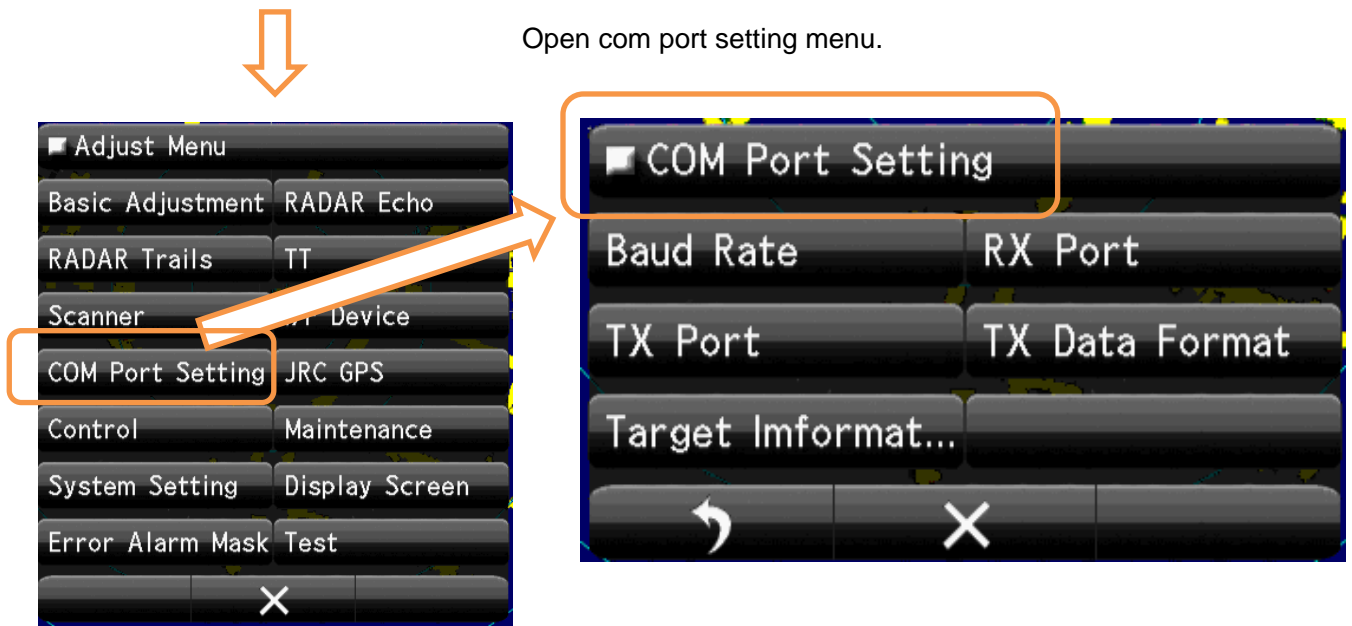 Open com port setting menu.
Adjust Menu
Basic Adjustment RADAR Echo
RADAR Trails TT
Scanner Device
COM Port Setting JRC GPS
Control Maintenance
System Setting Display Screen
Error Alarm Mask Test
COM Port Setting
Baud Rate RX Port
TX Port TX Data Format
Target Imformat...